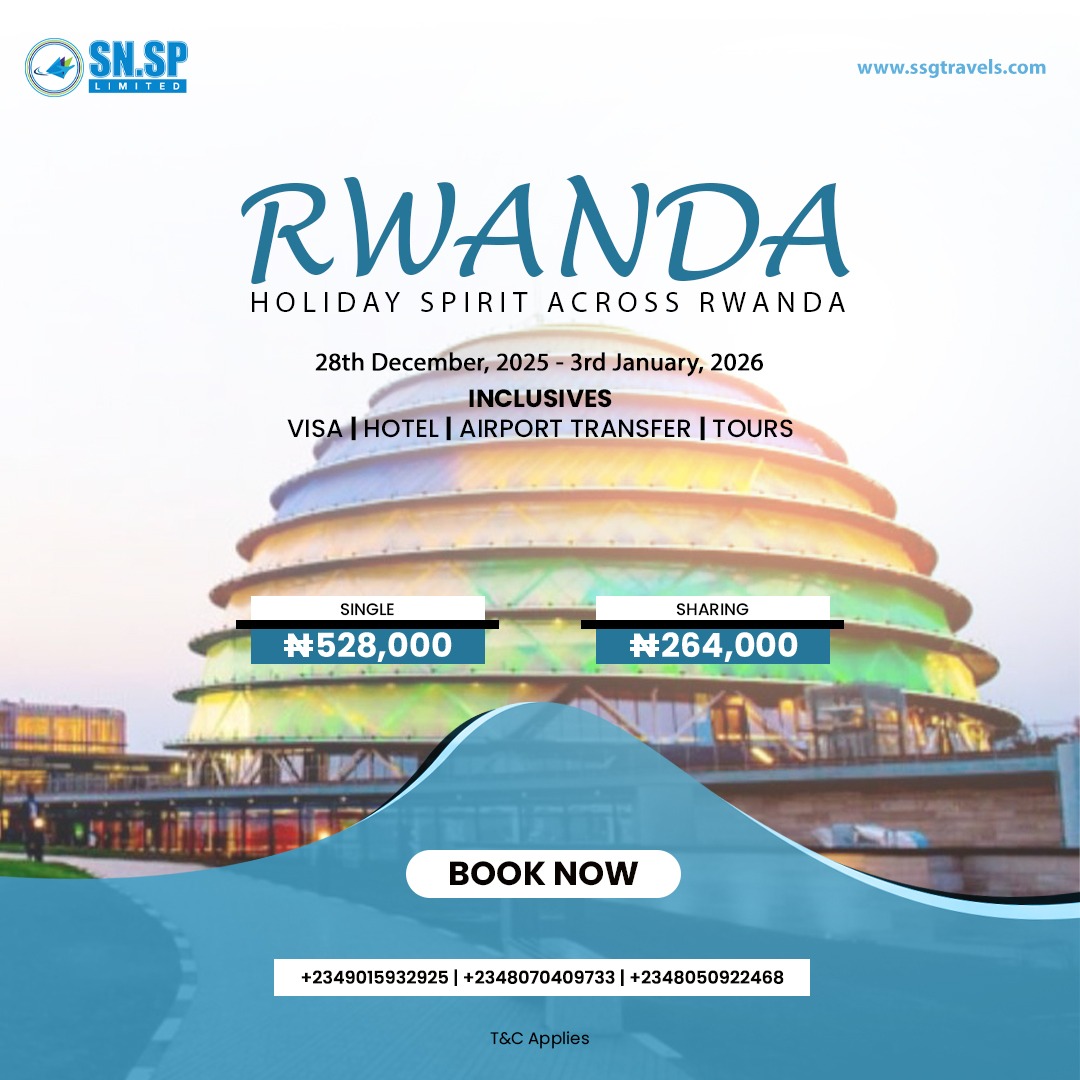 SN.SP
LIMITED
www.ssgtravels.com
RWANDA
HOLIDAY SPIRIT ACROSS RWANDA
28th December, 2025 - 3rd January, 2026
INCLUSIVES
VISA | HOTEL | AIRPORT TRANSFER | TOURS
SINGLE
₦528,000
SHARING
₦264,000
BOOK NOW
+2349015932925 | +2348070409733 | +2348050922468
T&C Applies